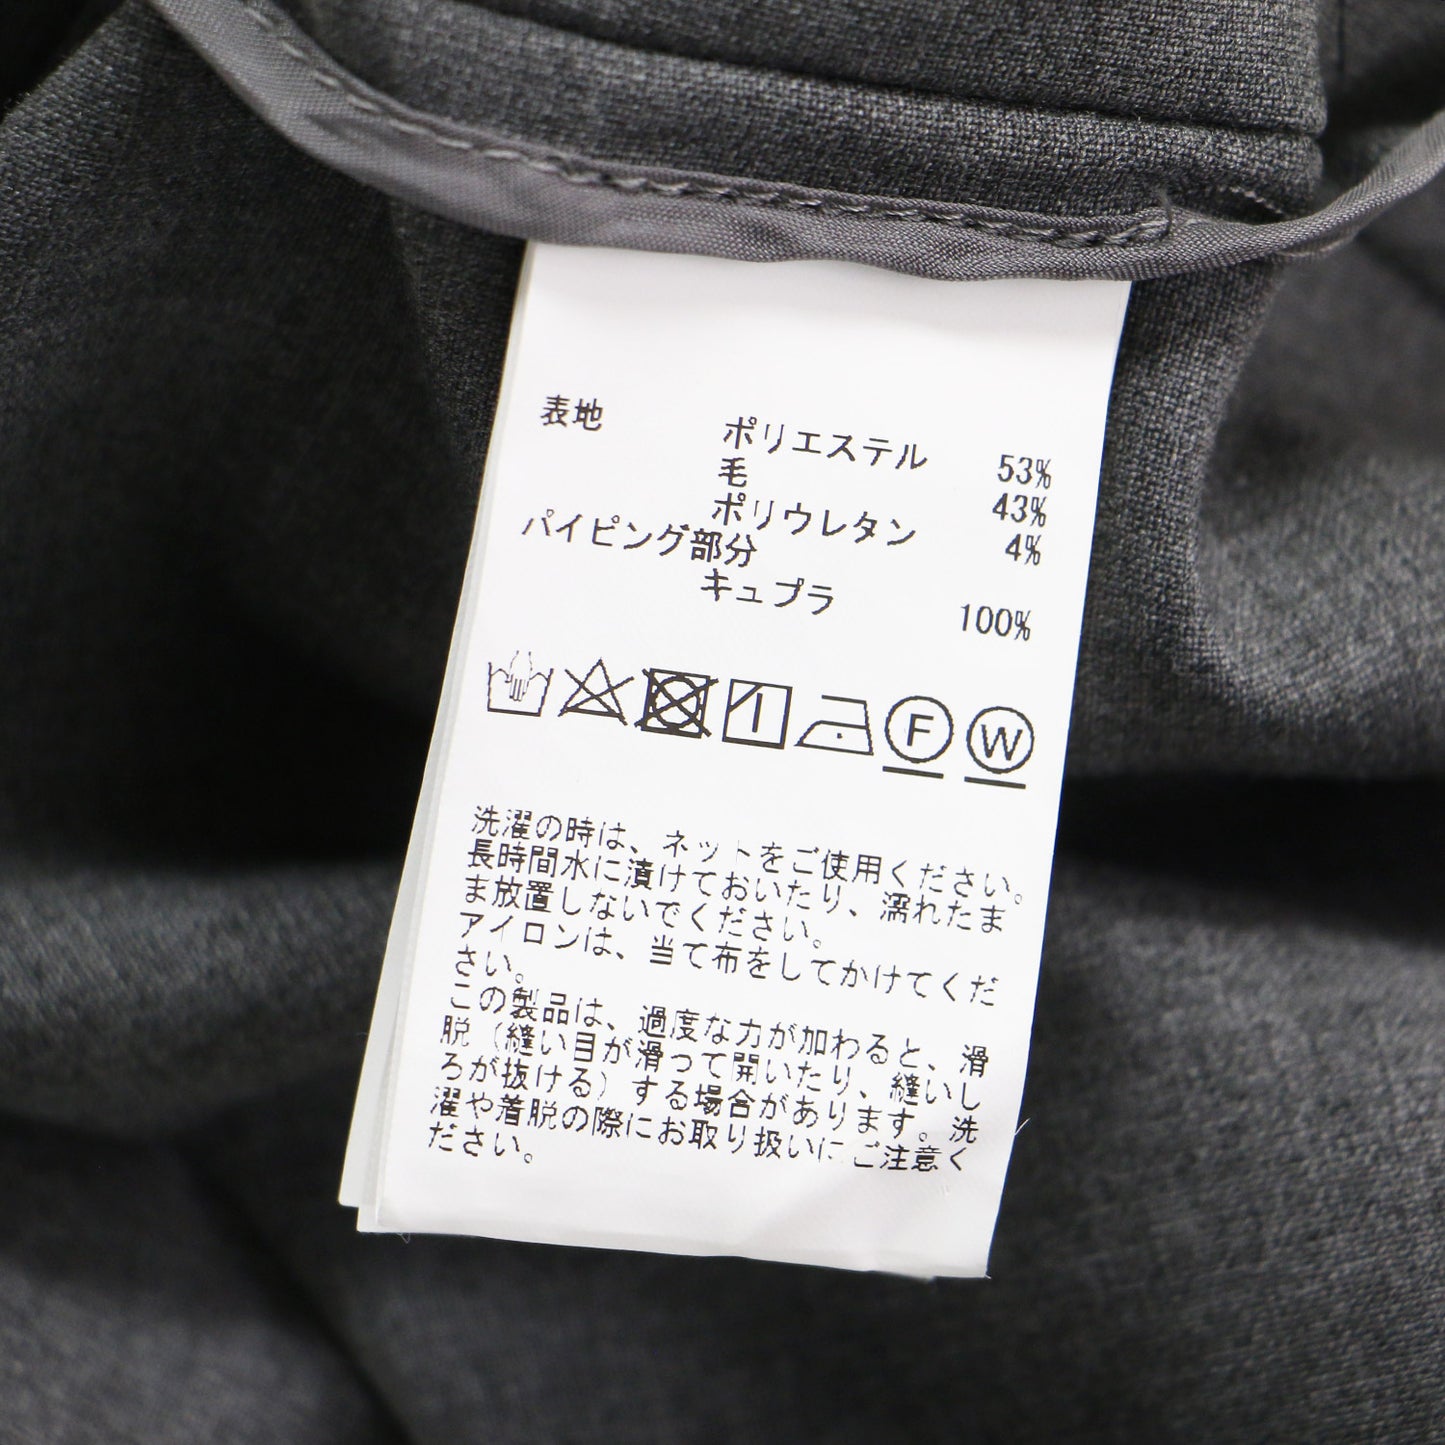 表地 ポリエステル 53%
毛 43%
ポリウレタン 4%
パイピング部分
キュプラ 100%
F W
洗濯の時は、ネットをご使用ください。
長時間水に漬けておいたり、濡れたま
ま放置しないでください。
アイロンは、当て布をしてかけてくだ
さい。
この製品は、過度な力が加わると、滑
脱（縫い目が滑って開いたり、縫いし
ろが抜ける）する場合があります。洗
濯や着脱の際にお取り扱いにご注意く
ださい。